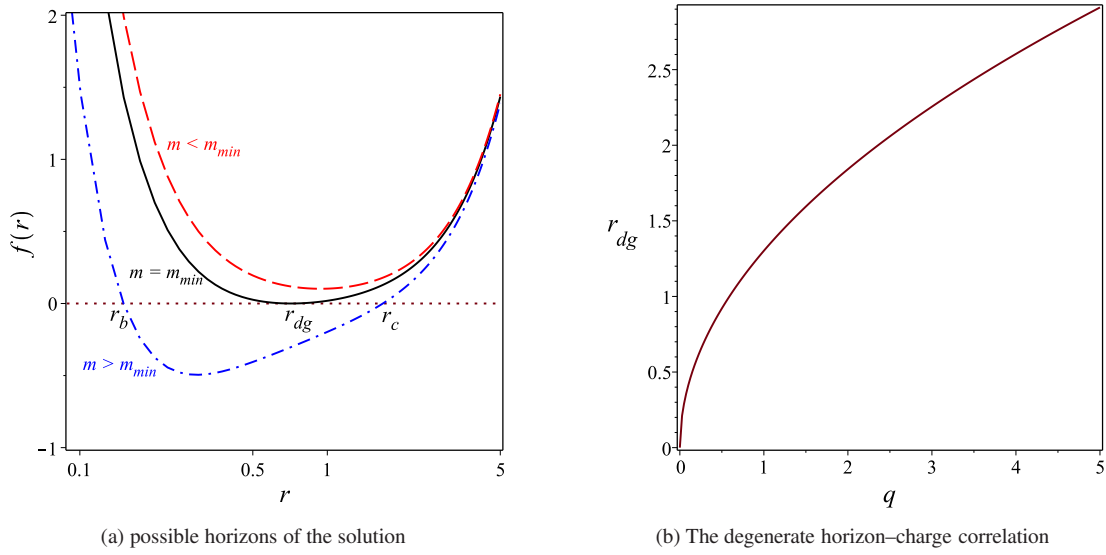 2
1
0
−1
f(r)
m < m_min
m = m_min
m > m_min
r_b
r_dg
r_c
0.1
0.5
1
5
r
(a) possible horizons of the solution
2.5
2
1.5
1
0.5
0
r_dg
0
1
2
3
4
5
q
(b) The degenerate horizon–charge correlation